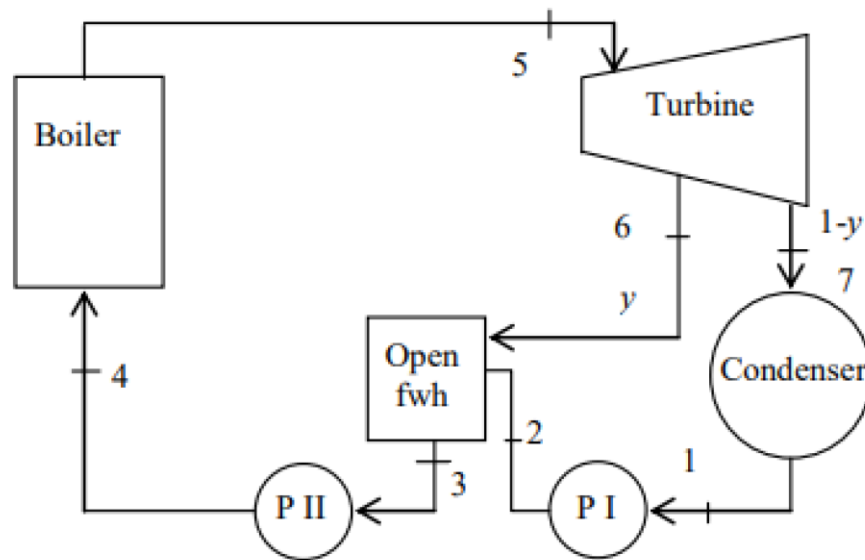 5
Turbine
Boiler
6
1-y
7
y
Open
fwh
Condenser
4
2
1
3
P II
P I